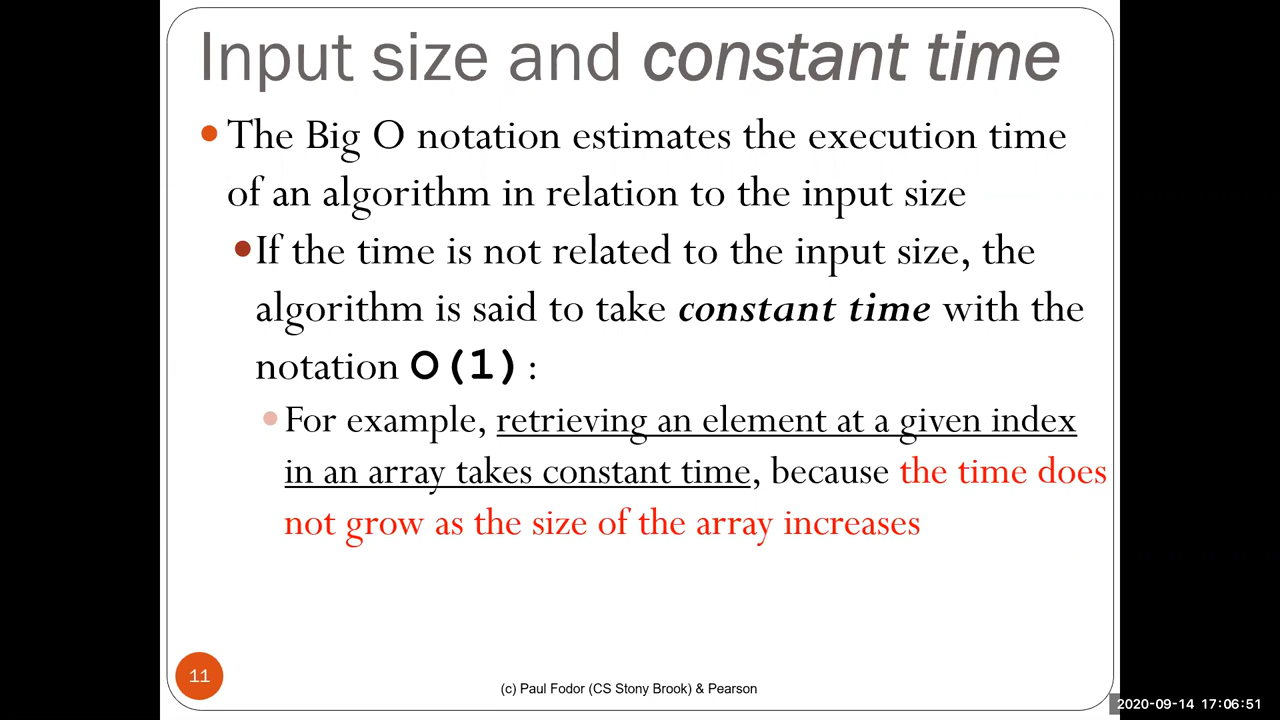 Input size and constant time
The Big O notation estimates the execution time
of an algorithm in relation to the input size
If the time is not related to the input size, the
algorithm is said to take constant time with the
notation O(1):
For example, retrieving an element at a given index
in an array takes constant time, because the time does
not grow as the size of the array increases
11
(c) Paul Fodor (CS Stony Brook) & Pearson
2020-09-14 17:06:51